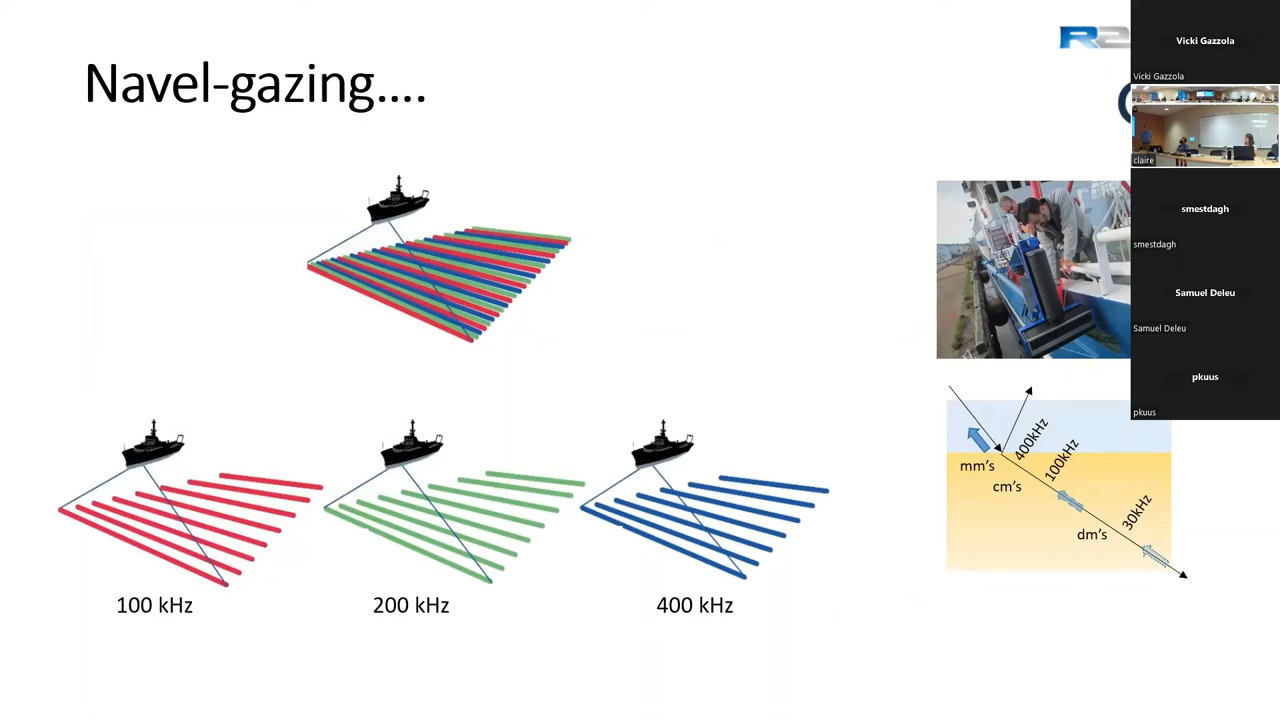 Navel-gazing....
R2
Vicki Gazzola
Vicki Gazzola
claire
smestdagh
smestdagh
Samuel Deleu
Samuel Deleu
pkuus
pkuus
400kHz
100kHz
30kHz
mm's
cm's
dm's
100 kHz
200 kHz
400 kHz